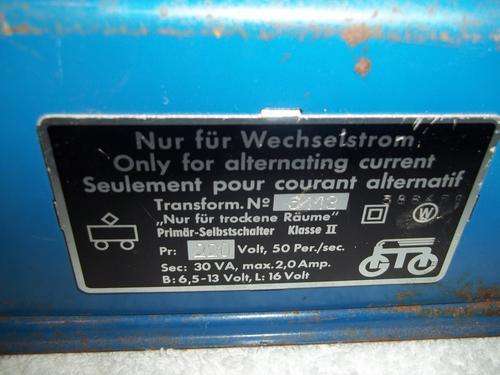 Nur für Wechselstrom
Only for alternating current
Seulement pour courant alternatif
Transform. Nº
„Nur für trockene Räume“
Primär-Selbstschalter Klasse II
W
Pr: 220 Volt, 50 Per./sec.
Sec: 30 VA, max. 2,0 Amp.
B: 6,5-13 Volt, L: 16 Volt